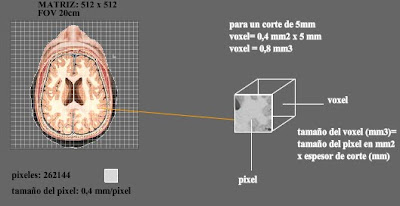 MATRIZ: 512 x 512
FOV 20cm
pixeles: 262144
tamaño del pixel: 0,4 mm/pixel
para un corte de 5mm
voxel= 0,4 mm2 x 5 mm
voxel = 0,8 mm3
voxel
pixel
tamaño del voxel (mm3)=
tamaño del pixel en mm2
x espesor de corte (mm)